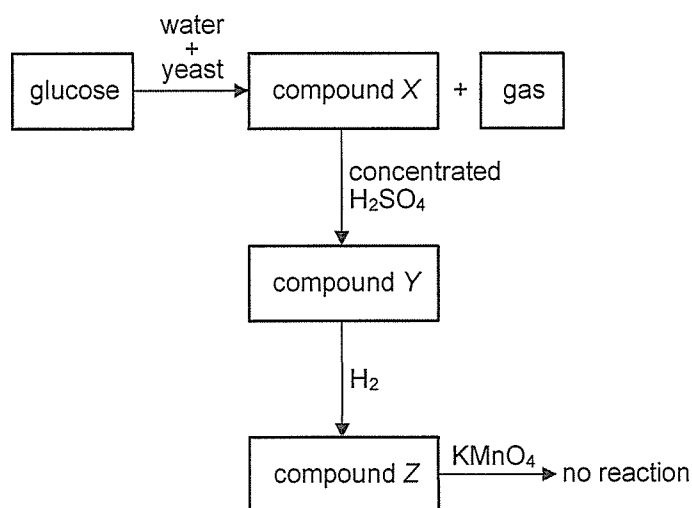 water
+
yeast
glucose
compound X
+
gas
concentrated
H₂SO₄
compound Y
H₂
compound Z
KMnO₄
no reaction